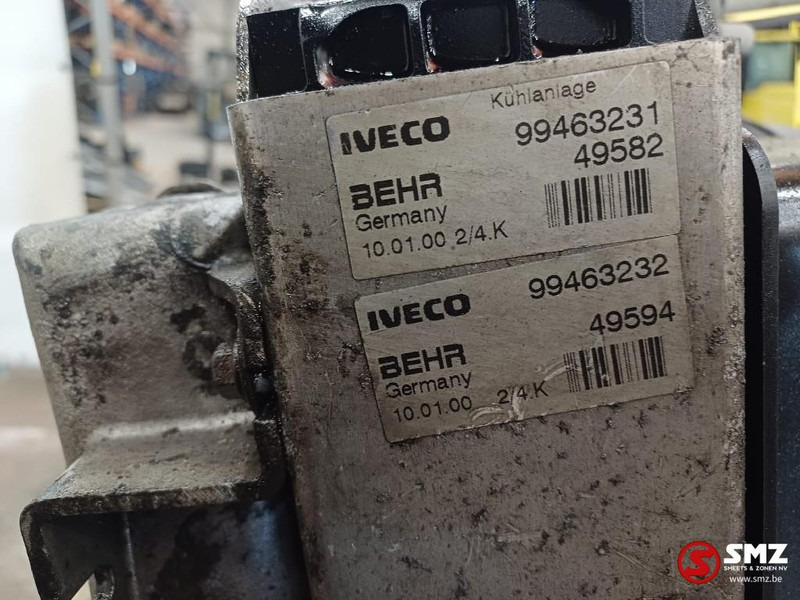 Kühlanlage
IVECO 99463231
49582
BEHR
Germany
10.01.00 2/4.K
IVECO 99463232
49594
BEHR
Germany
10.01.00 2/4.K
SMZ
SMEETS & ZONEN NV
www.smz.be